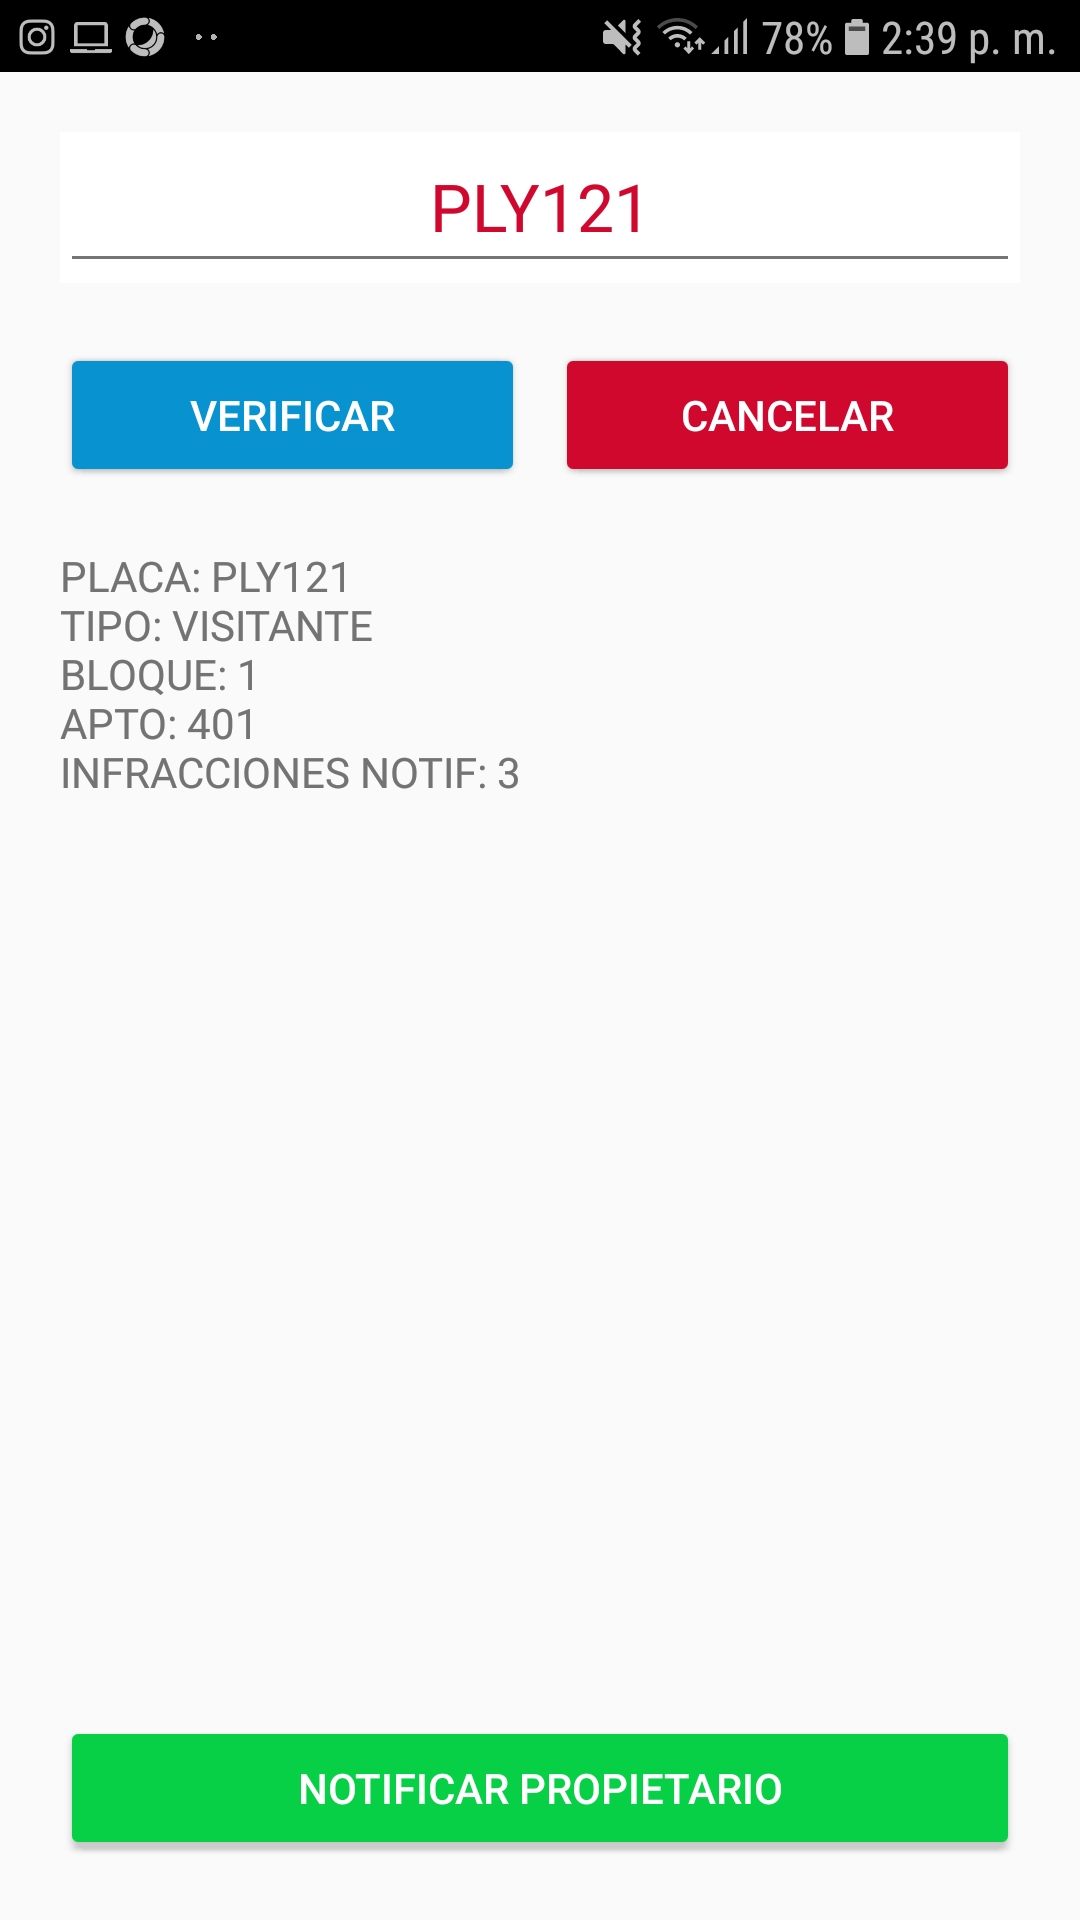 78% 2:39 p. m.
PLY121
VERIFICAR CANCELAR
PLACA: PLY121
TIPO: VISITANTE
BLOQUE: 1
APTO: 401
INFRACCIONES NOTIF: 3
NOTIFICAR PROPIETARIO